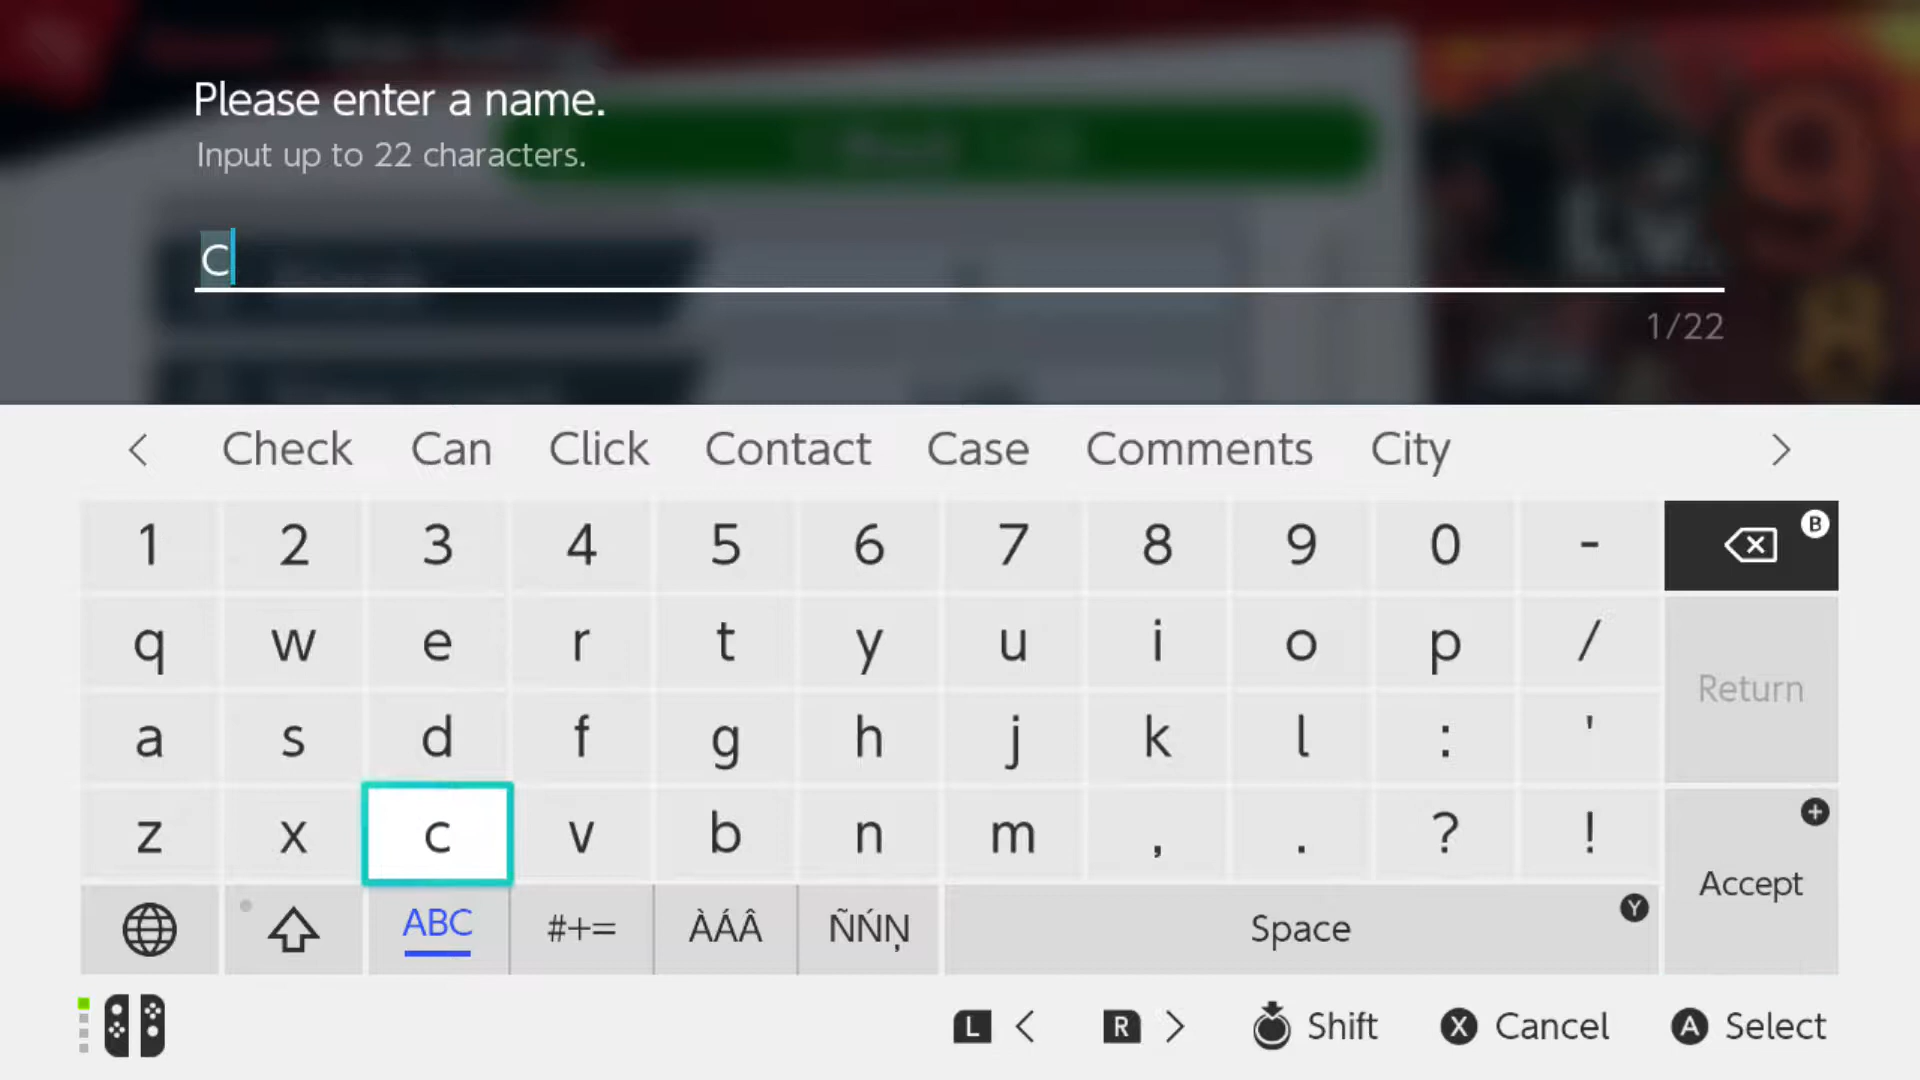 Please enter a name.
Input up to 22 characters.
C
1/22
< Check Can Click Contact Case Comments City >
1 2 3 4 5 6 7 8 9 0 - B
q w e r t y u i o p /
Return
a s d f g h j k l : '
z x c v b n m , . ? ! +
Accept
ABC #+= ÀÁÂ ÑŃŅ Space Y
L < R > Shift X Cancel A Select